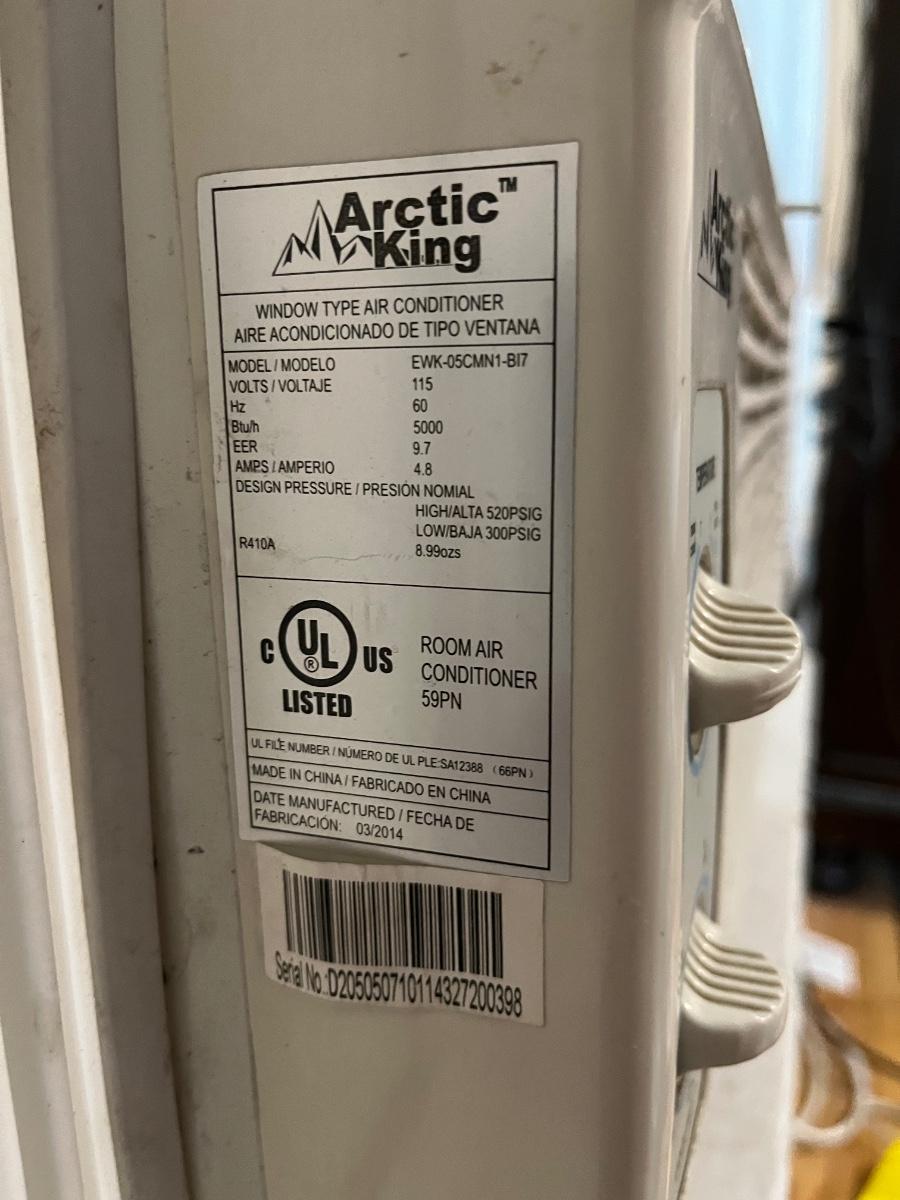 Arctic™
King
WINDOW TYPE AIR CONDITIONER
AIRE ACONDICIONADO DE TIPO VENTANA
MODEL / MODELO EWK-05CMN1-BI7
VOLTS / VOLTAJE 115
Hz 60
Btu/h 5000
EER 9.7
AMPS / AMPERIO 4.8
DESIGN PRESSURE / PRESIÓN NOMIAL
HIGH/ALTA 520PSIG
LOW/BAJA 300PSIG
R410A 8.99ozs
C UL ® US
LISTED
ROOM AIR
CONDITIONER
59PN
UL FILE NUMBER / NÚMERO DE UL PLE:SA12388 (66PN)
MADE IN CHINA / FABRICADO EN CHINA
DATE MANUFACTURED / FECHA DE
FABRICACIÓN: 03/2014
Serial No.:D205050710114327200398
Arctic
King